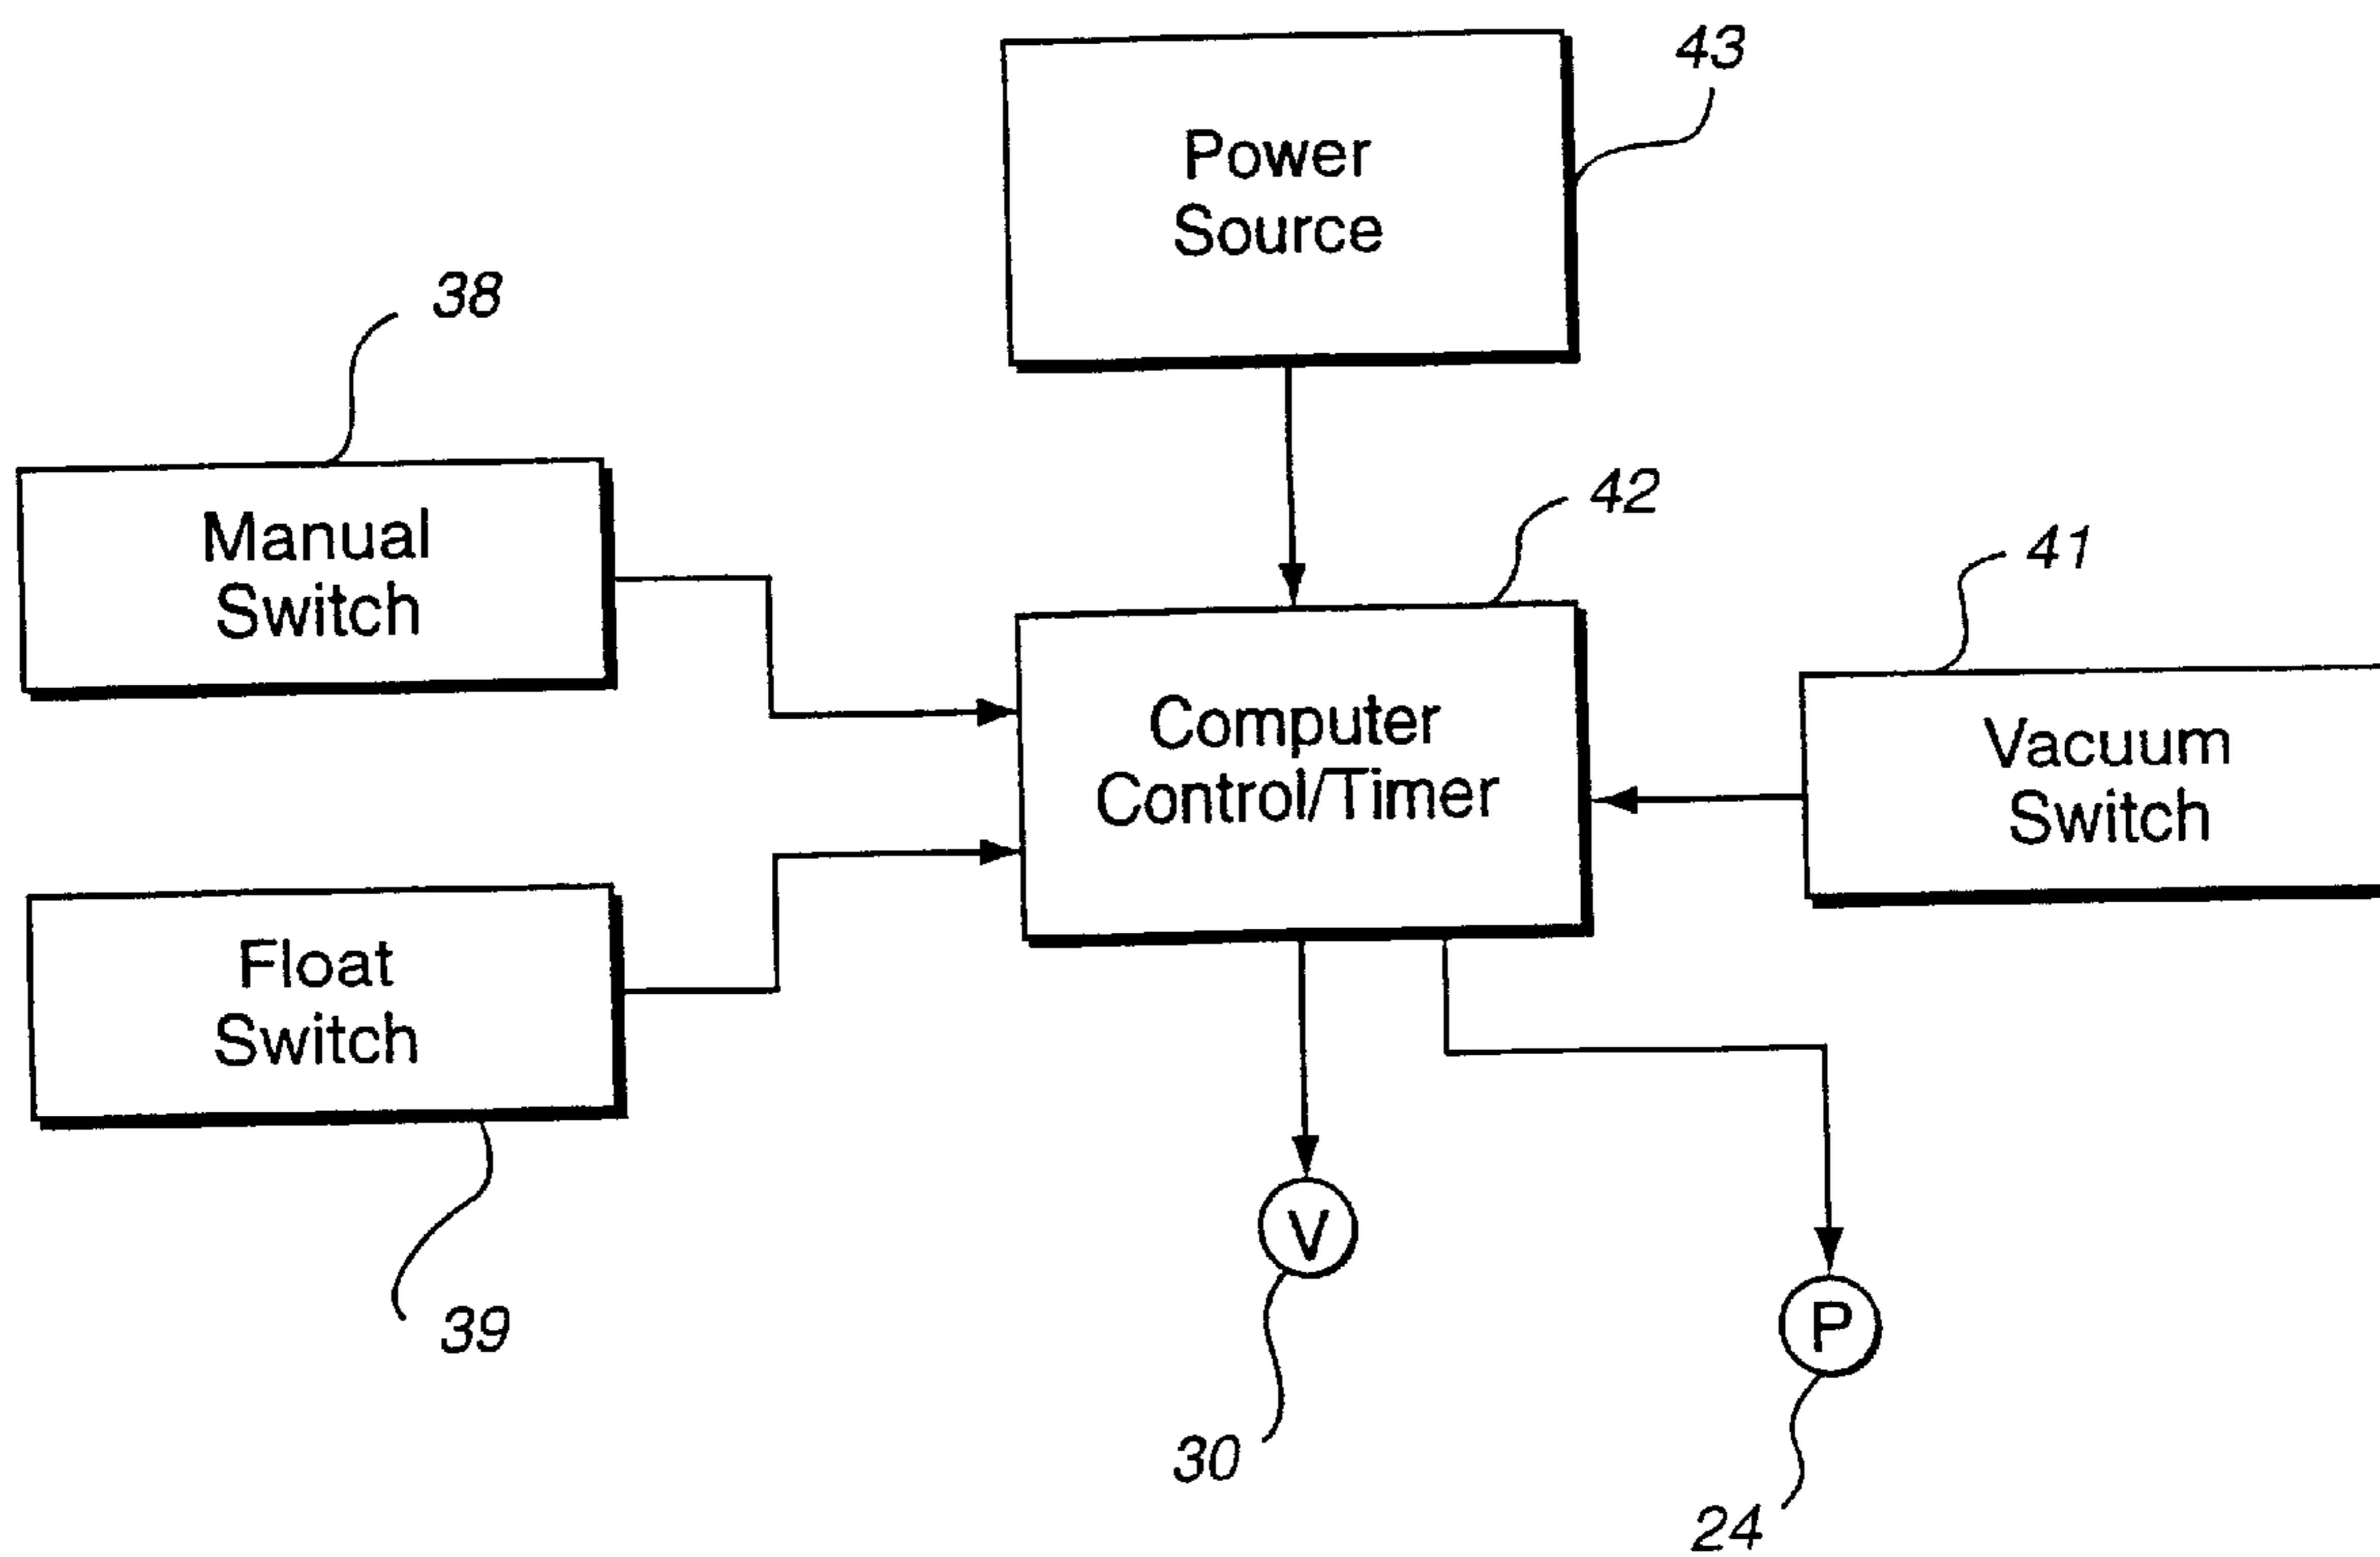 43
Power
Source
38
Manual
Switch
42
41
Computer
Control/Timer
Vacuum
Switch
Float
Switch
39
V
30
P
24